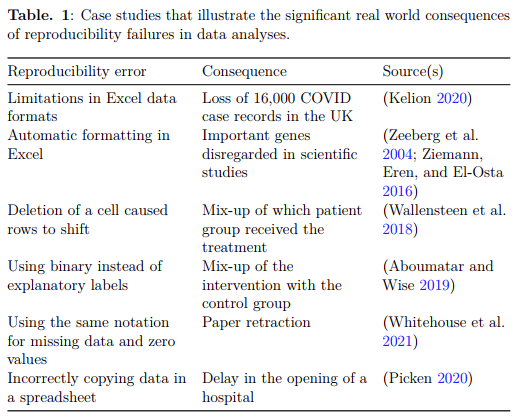 Table. 1: Case studies that illustrate the significant real world consequences
of reproducibility failures in data analyses.
Reproducibility error Consequence Source(s)
Limitations in Excel data Loss of 16,000 COVID (Kelion 2020)
formats case records in the UK
Automatic formatting in Important genes (Zeeberg et al.
Excel disregarded in scientific 2004; Ziemann,
studies Eren, and El-Osta
2016)
Deletion of a cell caused Mix-up of which patient (Wallensteen et al.
rows to shift group received the 2018)
treatment
Using binary instead of Mix-up of the (Aboumatar and
explanatory labels intervention with the Wise 2019)
control group
Using the same notation Paper retraction (Whitehouse et al.
for missing data and zero 2021)
values
Incorrectly copying data in Delay in the opening of a (Picken 2020)
a spreadsheet hospital